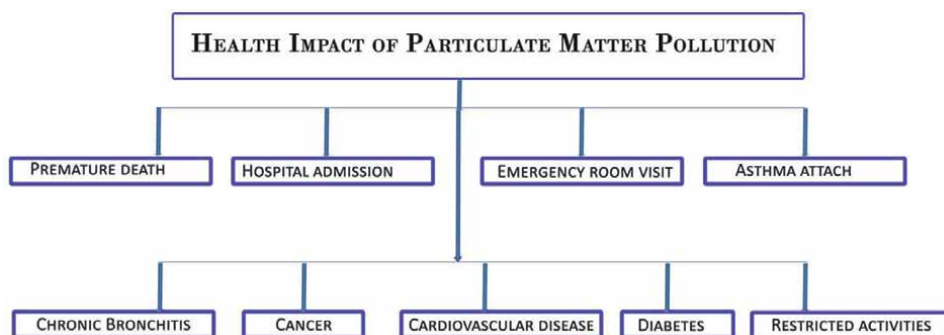 Health Impact of Particulate Matter Pollution
Premature death
Hospital admission
Emergency room visit
Asthma attach
Chronic Bronchitis
Cancer
Cardiovascular disease
Diabetes
Restricted activities